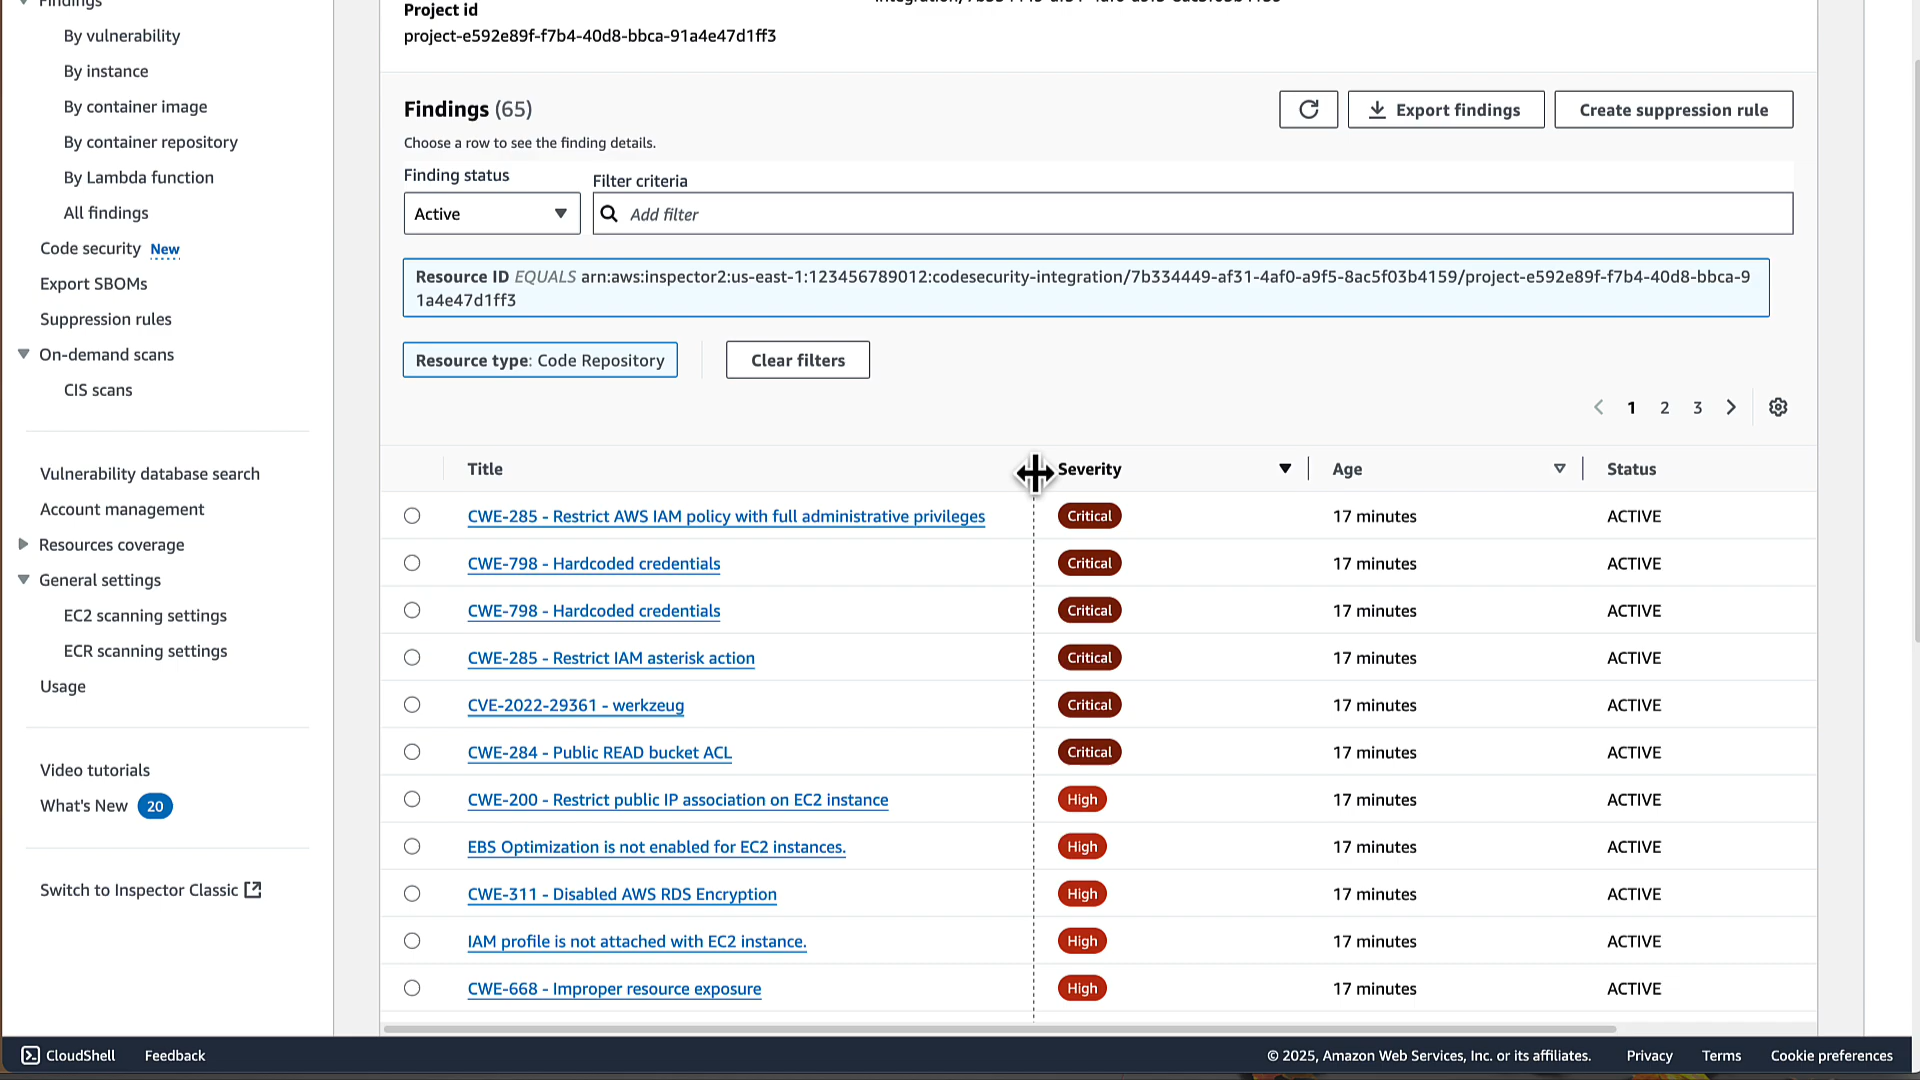 Findings
By vulnerability
By instance
By container image
By container repository
By Lambda function
All findings
Code security New
Export SBOMs
Suppression rules
On-demand scans
CIS scans
Vulnerability database search
Account management
Resources coverage
General settings
EC2 scanning settings
ECR scanning settings
Usage
Video tutorials
What's New 20
Switch to Inspector Classic
Project id
project-e592e89f-f7b4-40d8-bbca-91a4e47d1ff3
Findings (65)
Export findings
Create suppression rule
Choose a row to see the finding details.
Finding status
Filter criteria
Active
Add filter
Resource ID EQUALS arn:aws:inspector2:us-east-1:123456789012:codesecurity-integration/7b334449-af31-4af0-a9f5-8ac5f03b4159/project-e592e89f-f7b4-40d8-bbca-9
1a4e47d1ff3
Resource type: Code Repository
Clear filters
1 2 3
Title Severity Age Status
CWE-285 - Restrict AWS IAM policy with full administrative privileges Critical 17 minutes ACTIVE
CWE-798 - Hardcoded credentials Critical 17 minutes ACTIVE
CWE-798 - Hardcoded credentials Critical 17 minutes ACTIVE
CWE-285 - Restrict IAM asterisk action Critical 17 minutes ACTIVE
CVE-2022-29361 - werkzeug Critical 17 minutes ACTIVE
CWE-284 - Public READ bucket ACL Critical 17 minutes ACTIVE
CWE-200 - Restrict public IP association on EC2 instance High 17 minutes ACTIVE
EBS Optimization is not enabled for EC2 instances. High 17 minutes ACTIVE
CWE-311 - Disabled AWS RDS Encryption High 17 minutes ACTIVE
IAM profile is not attached with EC2 instance. High 17 minutes ACTIVE
CWE-668 - Improper resource exposure High 17 minutes ACTIVE
CloudShell Feedback © 2025, Amazon Web Services, Inc. or its affiliates. Privacy Terms Cookie preferences